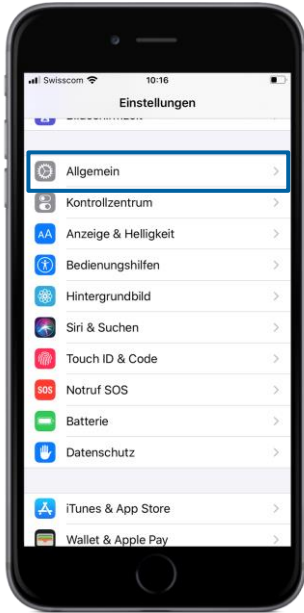 Swisscom 10:16
Einstellungen
Allgemein
Kontrollzentrum
AA Anzeige & Helligkeit
Bedienungshilfen
Hintergrundbild
Siri & Suchen
Touch ID & Code
SOS Notruf SOS
Batterie
Datenschutz
iTunes & App Store
Wallet & Apple Pay